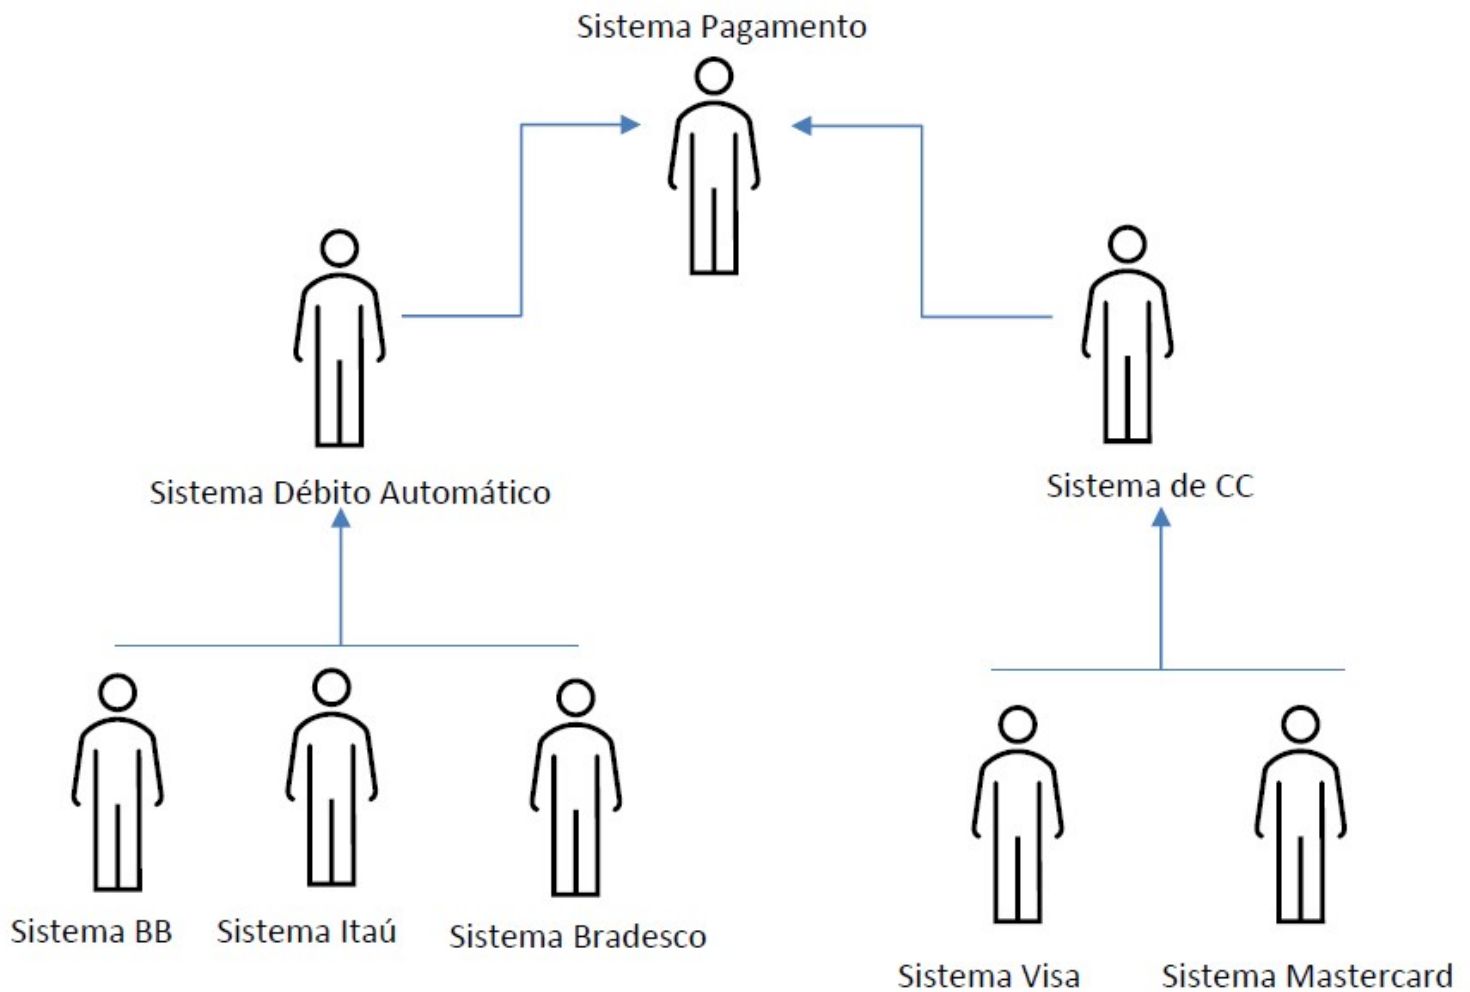 Sistema Pagamento
Sistema Débito Automático
Sistema de CC
Sistema BB
Sistema Itaú
Sistema Bradesco
Sistema Visa
Sistema Mastercard